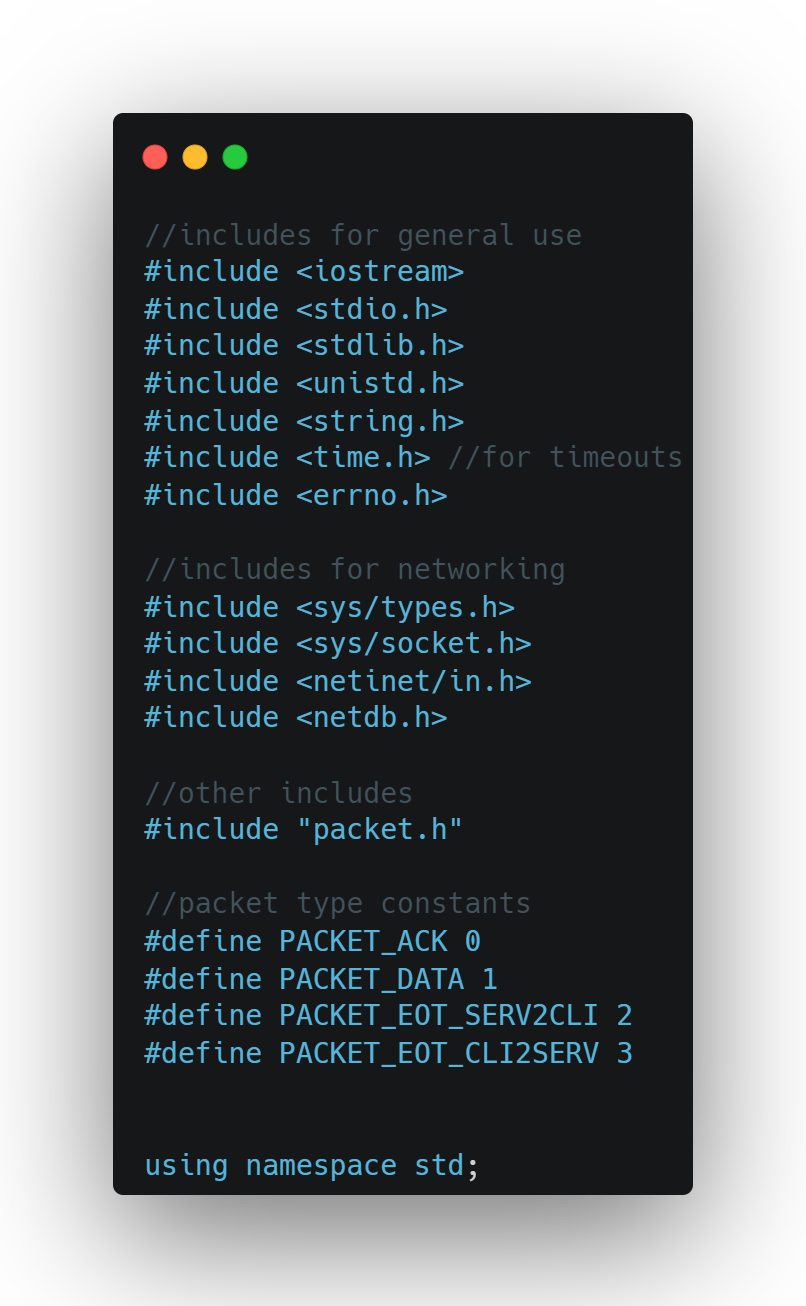 //includes for general use
#include <iostream>
#include <stdio.h>
#include <stdlib.h>
#include <unistd.h>
#include <string.h>
#include <time.h> //for timeouts
#include <errno.h>
//includes for networking
#include <sys/types.h>
#include <sys/socket.h>
#include <netinet/in.h>
#include <netdb.h>
//other includes
#include "packet.h"
//packet type constants
#define PACKET_ACK 0
#define PACKET_DATA 1
#define PACKET_EOT_SERV2CLI 2
#define PACKET_EOT_CLI2SERV 3
using namespace std;